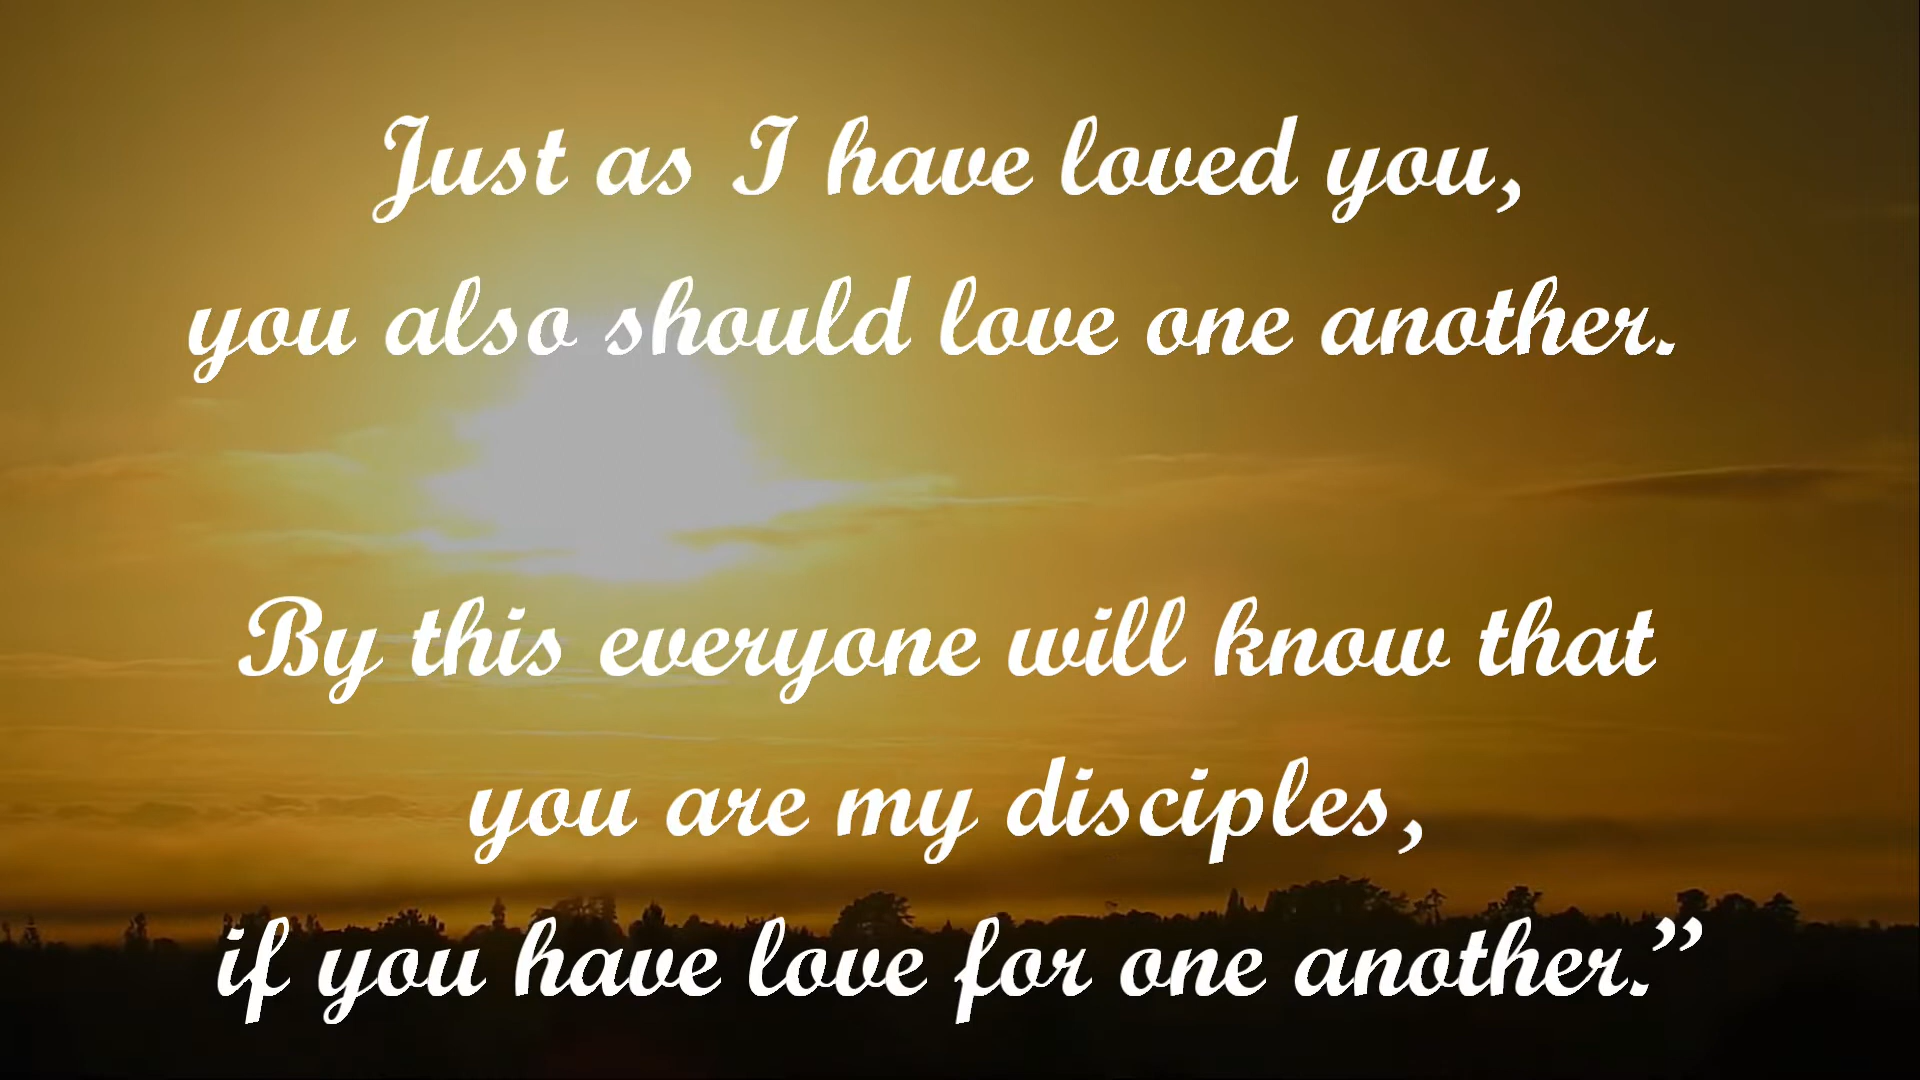 Just as I have loved you,
you also should love one another.
By this everyone will know that
you are my disciples,
if you have love for one another.”